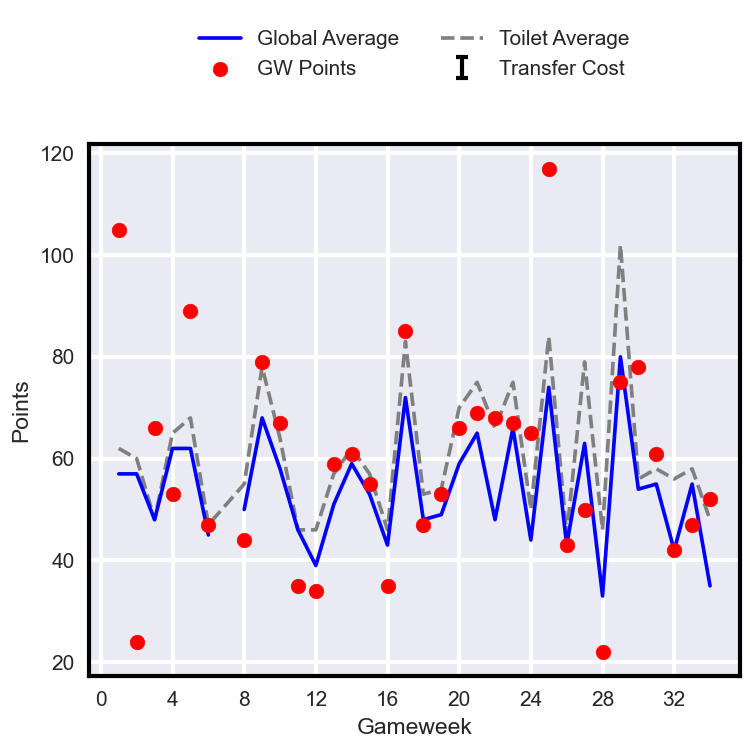 Global Average
Toilet Average
GW Points
Transfer Cost
120
100
80
60
40
20
Points
0 4 8 12 16 20 24 28 32
Gameweek